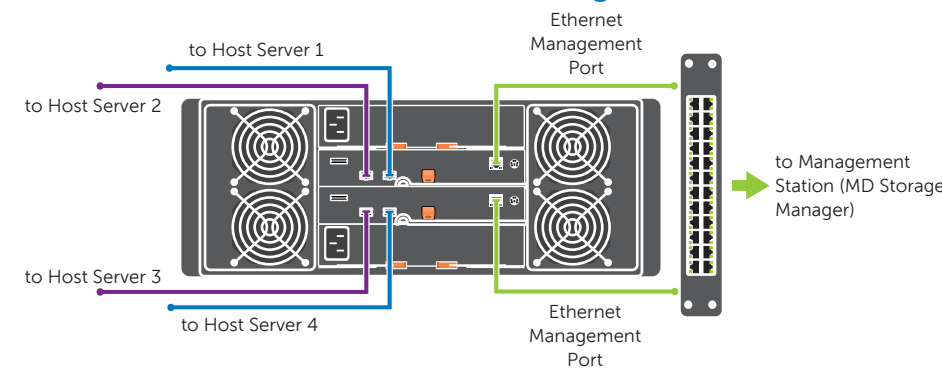 Ethernet
Management
Port
to Host Server 1
to Host Server 2
to Management
Station (MD Storage
Manager)
to Host Server 3
to Host Server 4
Ethernet
Management
Port